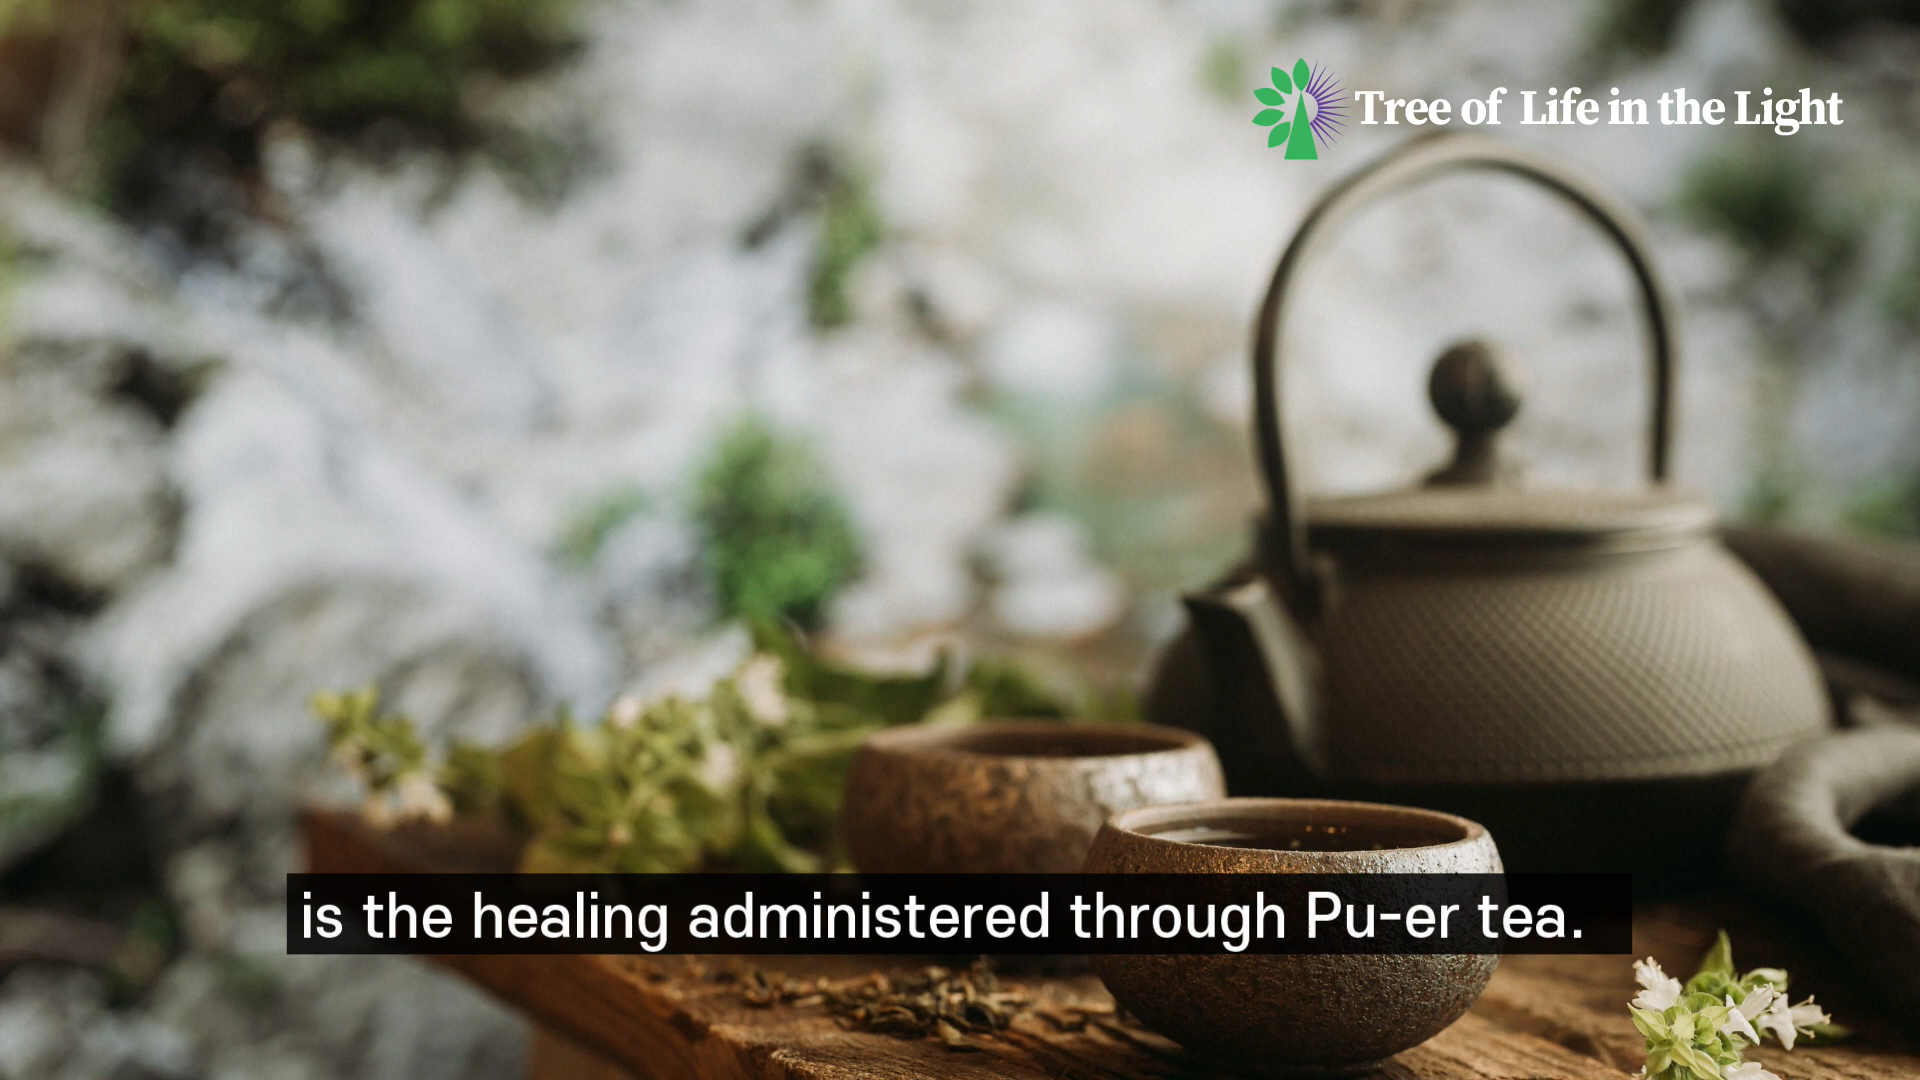 Tree of Life in the Light
is the healing administered through Pu-er tea.